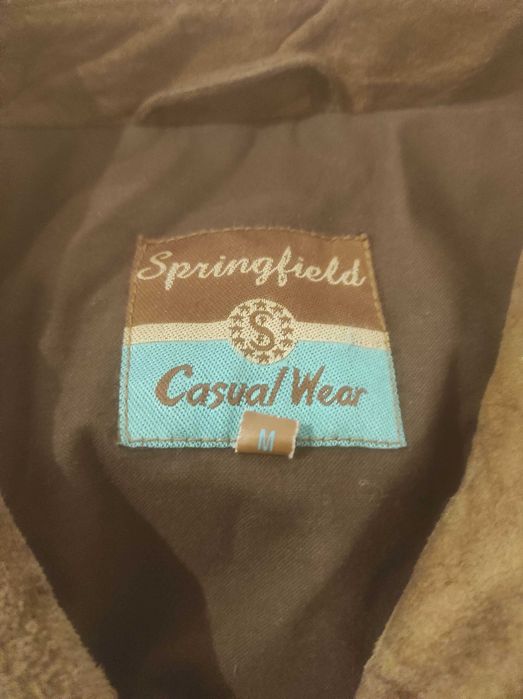 Springfield
S
Casual Wear
M